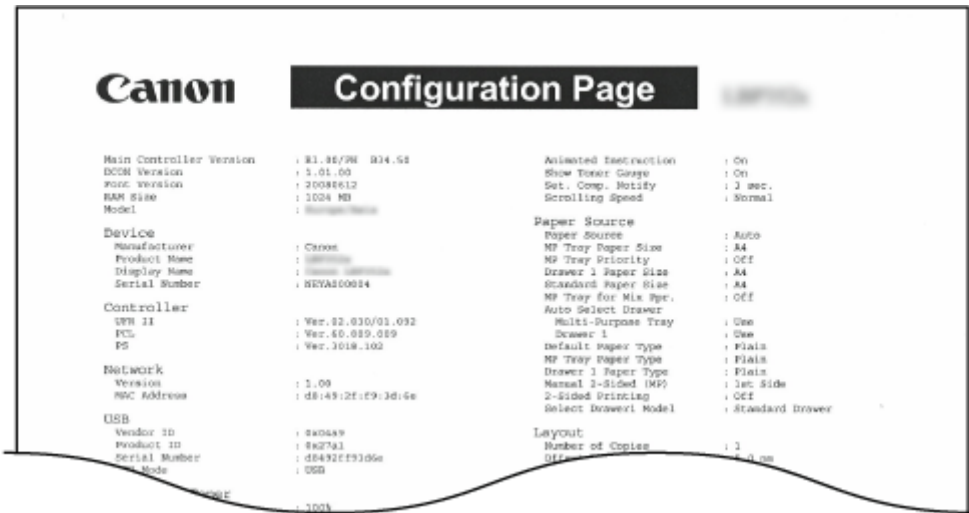 Canon
Configuration Page
Main Controller Version : R1.00/PH B34.50
DCON Version : 1.01.00
Font Version : 20080612
RAM Size : 1024 MB
Model :
Device
Manufacturer : Canon
Product Name :
Display Name : Canon
Serial Number : NRYA000004
Controller
UFR II : Ver.02.030/01.092
PCL : Ver.60.009.009
PS : Ver.3018.102
Network
Version : 1.00
MAC Address : d8:49:2f:f9:3d:6e
USB
Vendor ID : 0x04a9
Product ID : 0x27a1
Serial Number : d8492ff93d6e
Mode : USB
: 100%
Animated Instruction : On
Show Toner Gauge : On
Set. Comp. Notify : 3 sec.
Scrolling Speed : Normal
Paper Source
Paper Source : Auto
MP Tray Paper Size : A4
MP Tray Priority : Off
Drawer 1 Paper Size : A4
Standard Paper Size : A4
MP Tray for Mix Ppr. : Off
Auto Select Drawer
Multi-Purpose Tray : Use
Drawer 1 : Use
Default Paper Type : Plain
MP Tray Paper Type : Plain
Drawer 1 Paper Type : Plain
Manual 2-Sided (MP) : 1st Side
2-Sided Printing : Off
Select Drawer1 Model : Standard Drawer
Layout
Number of Copies : 1